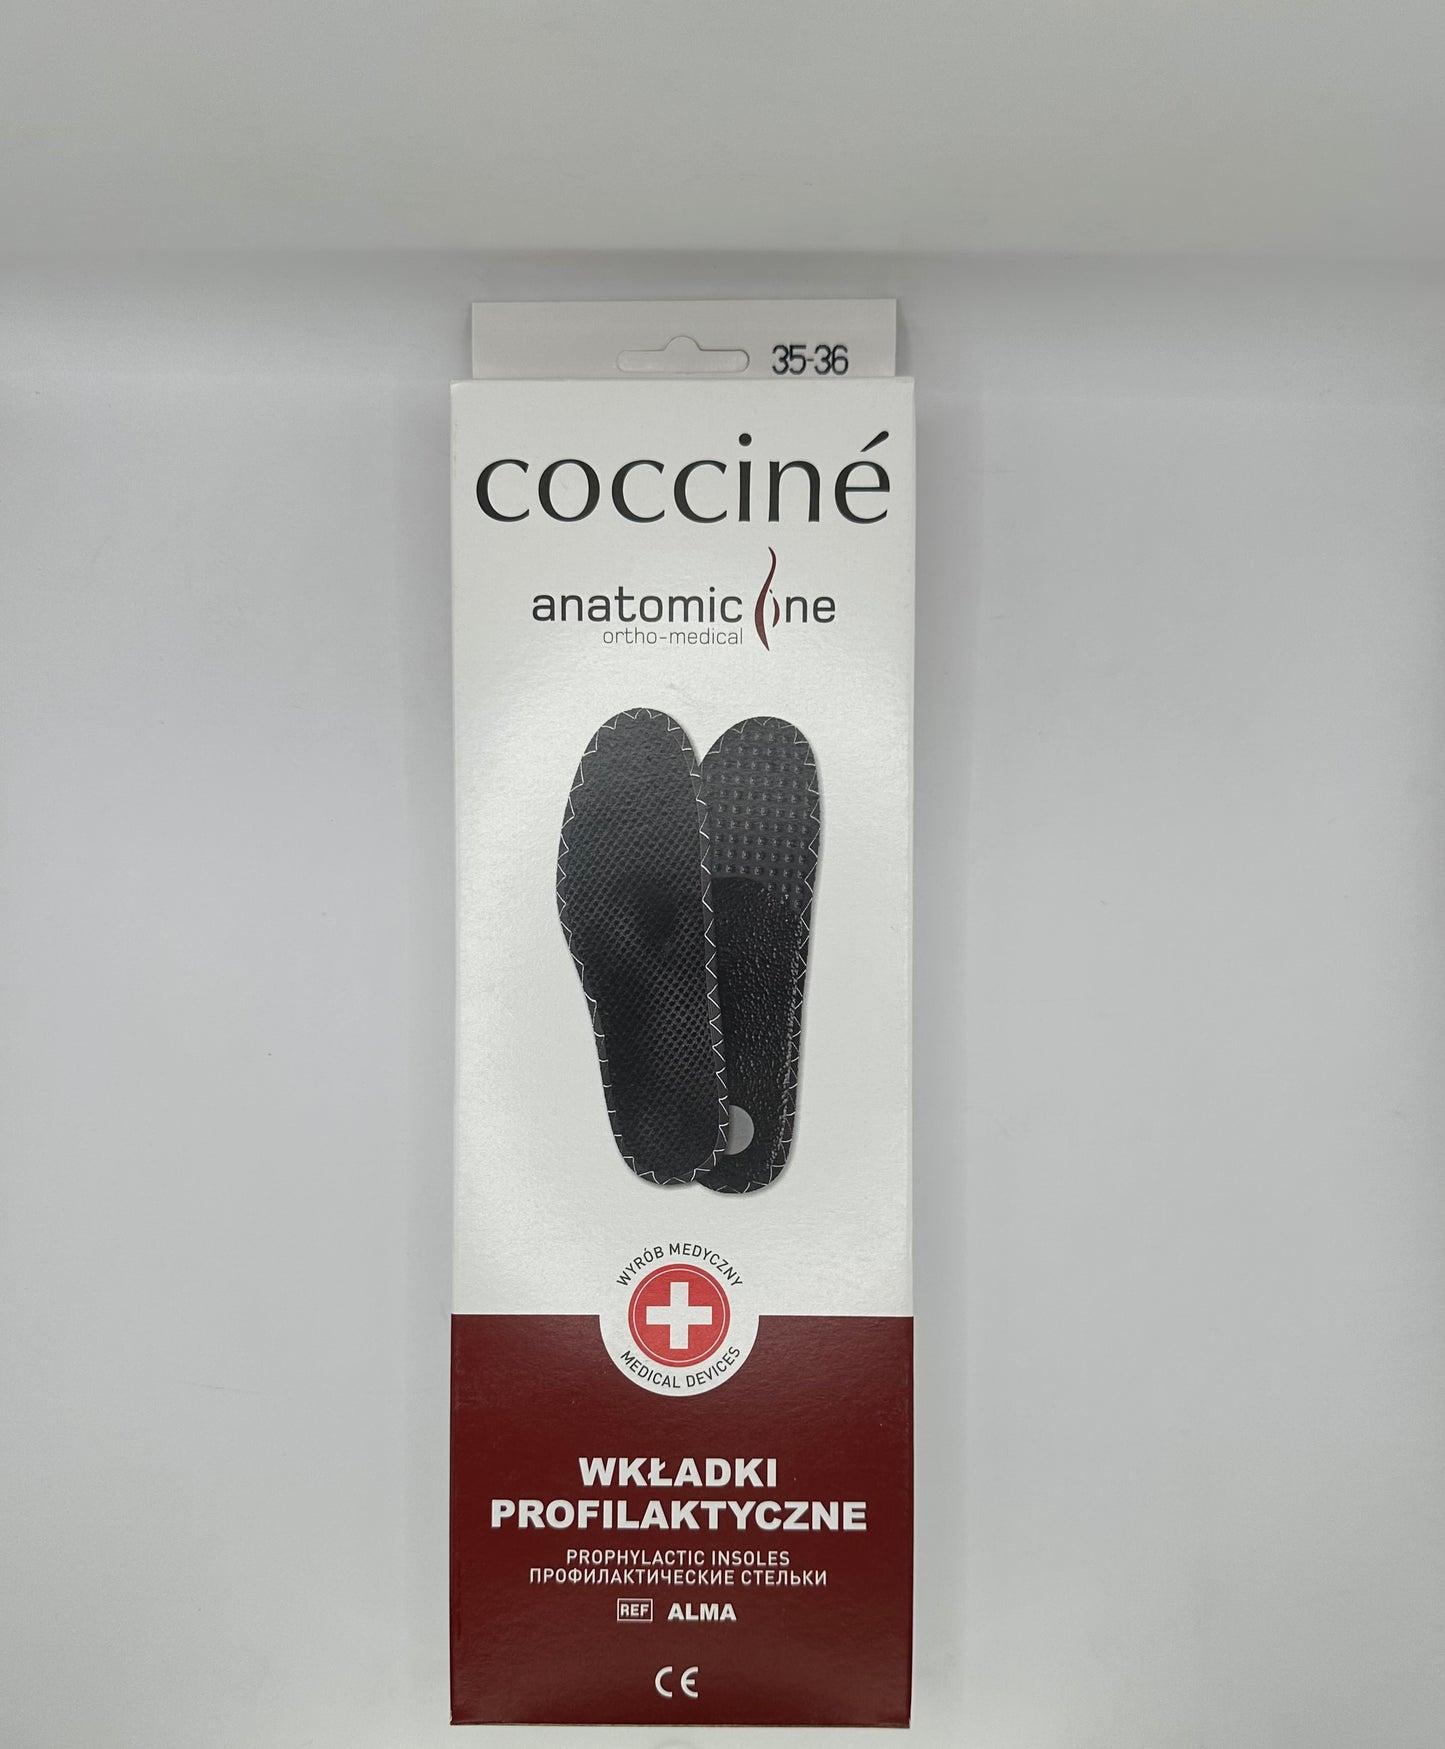 35-36
cocciné
anatomic line
ortho-medical
WYRÓB MEDYCZNY
MEDICAL DEVICES
WKŁADKI
PROFILAKTYCZNE
PROPHYLACTIC INSOLES
ПРОФИЛАКТИЧЕСКИЕ СТЕЛЬКИ
REF ALMA
CE